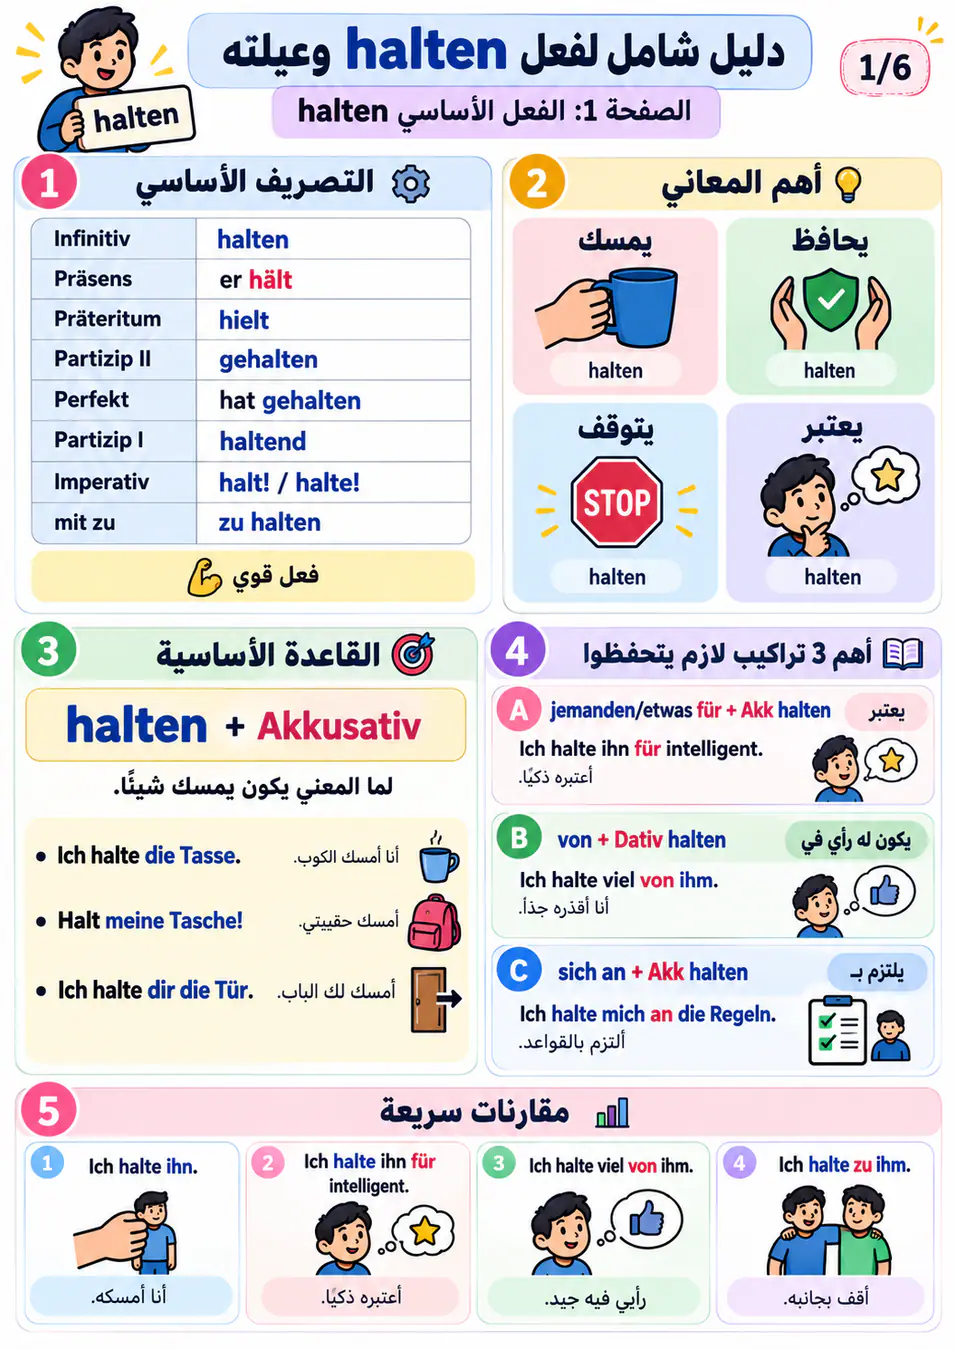 دليل شامل لفعل halten وعيلته
1/6
halten
الصفحة 1: الفعل الأساسي halten
1
التصريف الأساسي
Infinitiv halten
Präsens er hält
Präteritum hielt
Partizip II gehalten
Perfekt hat gehalten
Partizip I haltend
Imperativ halt! / halte!
mit zu zu halten
فعل قوي
2
أهم المعاني
يمسك
halten
يحافظ
halten
يتوقف
STOP
halten
يعتبر
halten
3
القاعدة الأساسية
halten + Akkusativ
لما المعني يكون يمسك شيئًا.
• Ich halte die Tasse. أنا أمسك الكوب.
• Halt meine Tasche! أمسك حقيبتي.
• Ich halte dir die Tür. أمسك لك الباب.
4
أهم 3 تراكيب لازم يتحفظوا
A jemanden/etwas für + Akk halten يعتبر
Ich halte ihn für intelligent.
أعتبره ذكيًا.
B von + Dativ halten يكون له رأي في
Ich halte viel von ihm.
أنا أقذره جذاً.
C sich an + Akk halten يلتزم بـ
Ich halte mich an die Regeln.
ألتزم بالقواعد.
5
مقارنات سريعة
1 Ich halte ihn.
أنا أمسكه.
2 Ich halte ihn für
intelligent.
أعتبره ذكيًا.
3 Ich halte viel von ihm.
رأيي فيه جيد.
4 Ich halte zu ihm.
أقف بجانبه.